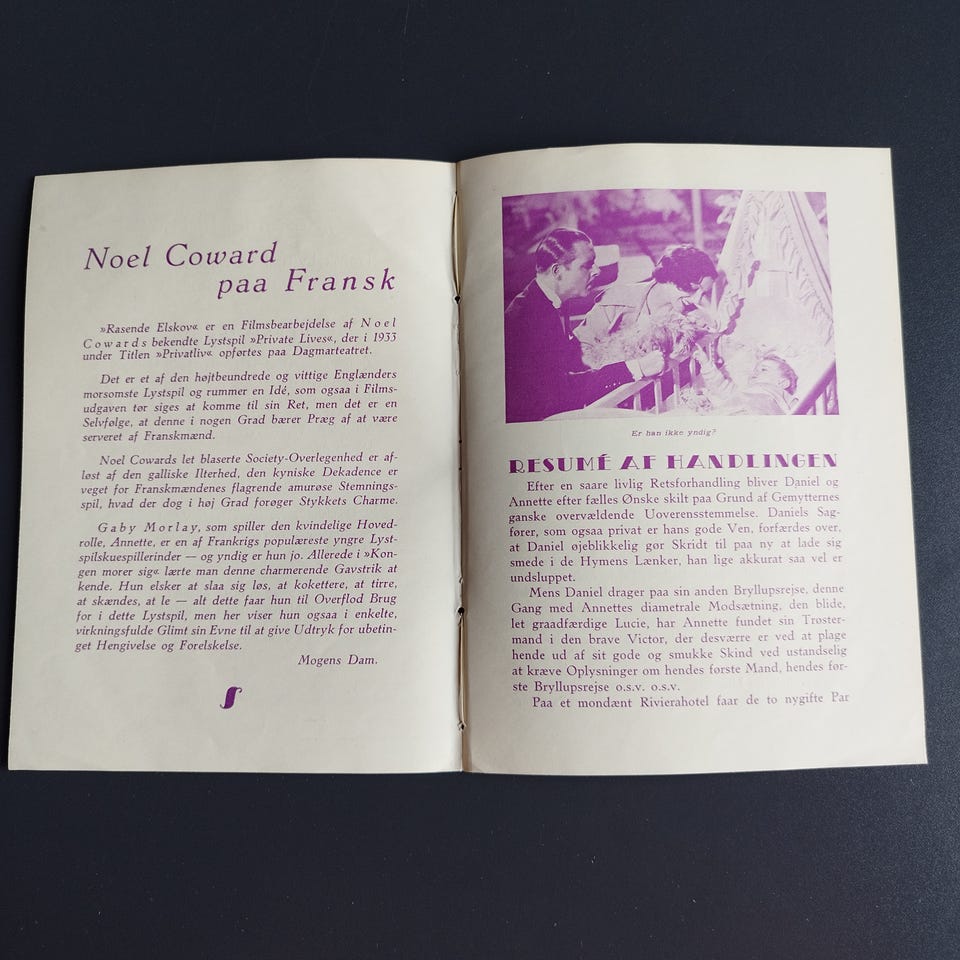 Noel Coward
paa Fransk
»Rasende Elskov« er en Filmsbearbejdelse af Noel
Cowards bekendte Lystspil »Private Lives«, der i 1933
under Titlen »Privatliv« opførtes paa Dagmarteatret.
Det er et af den højtbeundrede og vittige Englænders
morsomste Lystspil og rummer en Idé, som ogsaa i Films-
udgaven tør siges at komme til sin Ret, men det er en
Selvfølge, at denne i nogen Grad bærer Præg af at være
serveret af Franskmænd.
Noel Cowards let blaserte Society-Overlegenhed er af-
løst af den galliske Ilterhed, den kyniske Dekadence er
veget for Franskmændenes flagrende amurøse Stemnings-
spil, hvad der dog i høj Grad forøger Stykkets Charme.
Gaby Morlay, som spiller den kvindelige Hoved-
rolle, Annette, er en af Frankrigs populæreste yngre Lyst-
spilskuespillerinder — og yndig er hun jo. Allerede i »Kon-
gen morer sig« lærte man denne charmerende Gavstrik at
kende. Hun elsker at slaa sig løs, at kokettere, at tirre,
at skændes, at le — alt dette faar hun til Overflod Brug
for i dette Lystspil, men her viser hun ogsaa i enkelte,
virkningsfulde Glimt sin Evne til at give Udtryk for ubetin-
get Hengivelse og Forelskelse.
Mogens Dam.
Er han ikke yndig?
RESUMÉ AF HANDLINGEN
Efter en saare livlig Retsforhandling bliver Daniel og
Annette efter fælles Ønske skilt paa Grund af Gemytternes
ganske overvældende Uoverensstemmelse. Daniels Sag-
fører, som ogsaa privat er hans gode Ven, forfærdes over,
at Daniel øjeblikkelig gør Skridt til paa ny at lade sig
smede i de Hymens Lænker, han lige akkurat saa vel er
undsluppet.
Mens Daniel drager paa sin anden Bryllupsrejse, denne
Gang med Annettes diametrale Modsætning, den blide,
let graadfærdige Lucie, har Annette fundet sin Trøster-
mand i den brave Victor, der desværre er ved at plage
hende ud af sit gode og smukke Skind ved ustandselig
at kræve Oplysninger om hendes første Mand, hendes før-
ste Bryllupsrejse o.s.v. o.s.v.
Paa et mondænt Rivierahotel faar de to nygifte Par